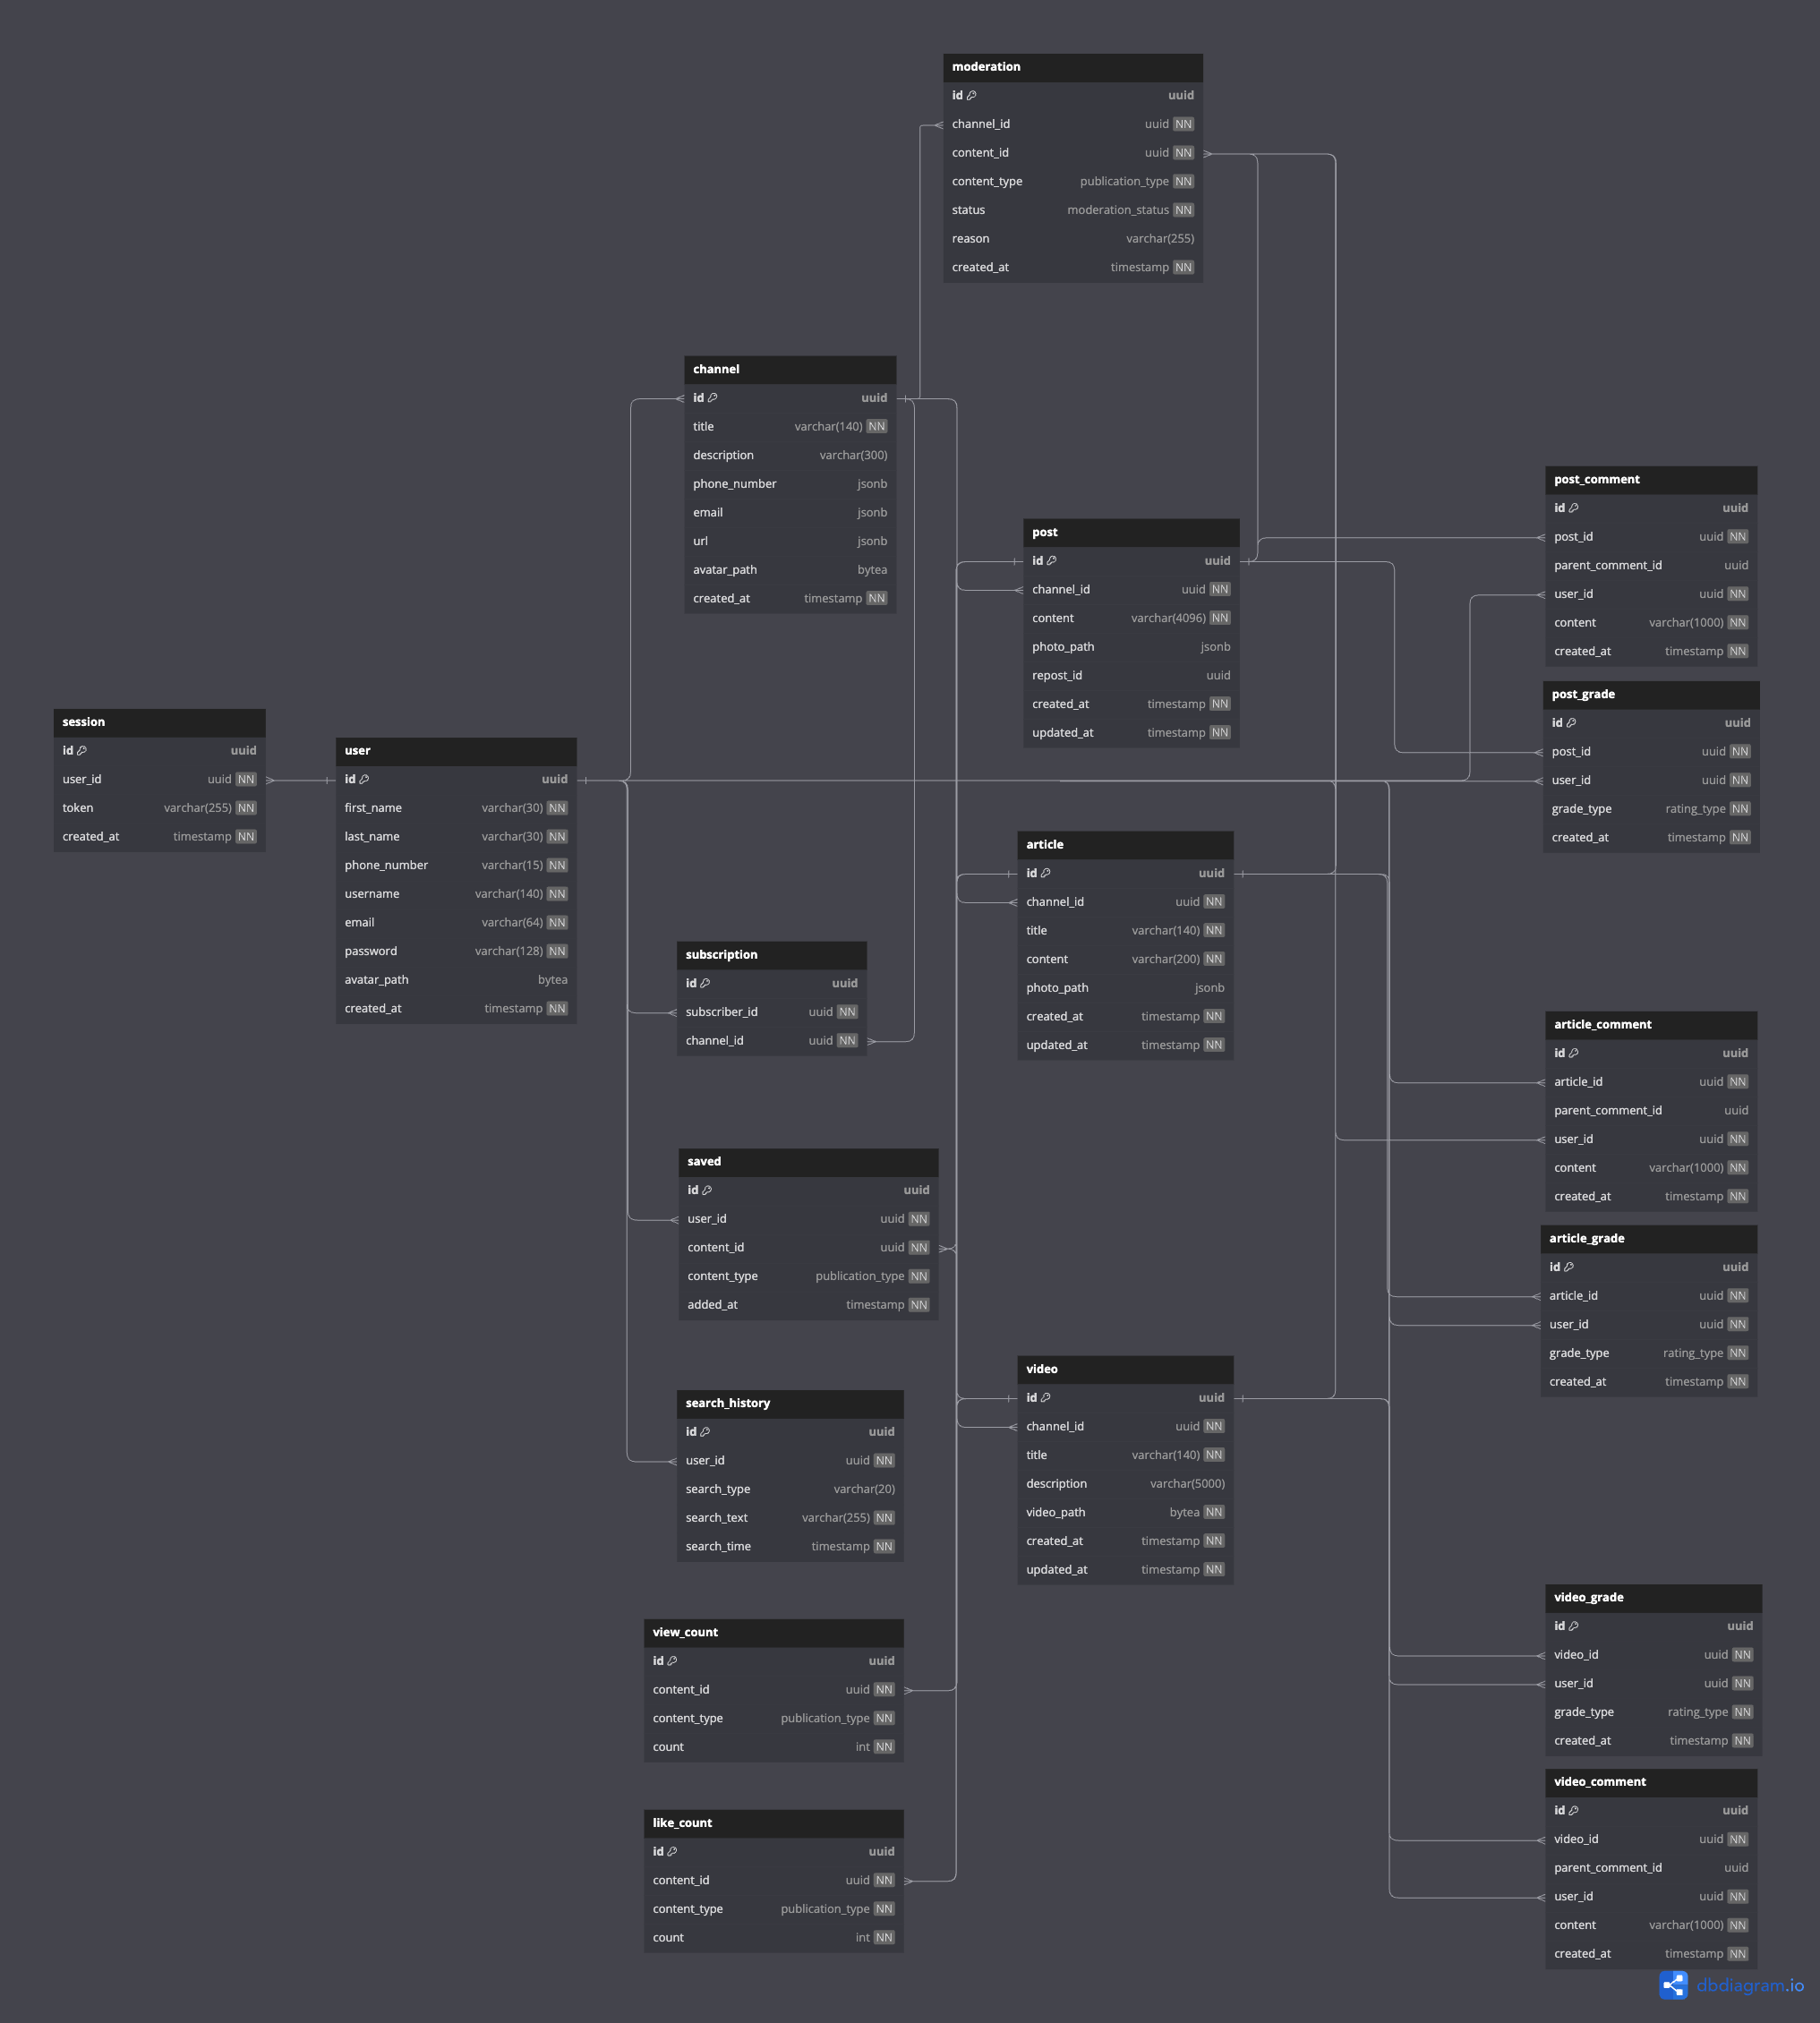 moderation
id uuid
channel_id uuid NN
content_id uuid NN
content_type publication_type NN
status moderation_status NN
reason varchar(255)
created_at timestamp NN
channel
id uuid
title varchar(140) NN
description varchar(300)
phone_number jsonb
email jsonb
url jsonb
avatar_path bytea
created_at timestamp NN
post_comment
id uuid
post_id uuid NN
parent_comment_id uuid
user_id uuid NN
content varchar(1000) NN
created_at timestamp NN
post
id uuid
channel_id uuid NN
content varchar(4096) NN
photo_path jsonb
repost_id uuid
created_at timestamp NN
updated_at timestamp NN
post_grade
id uuid
post_id uuid NN
user_id uuid NN
grade_type rating_type NN
created_at timestamp NN
session
id uuid
user_id uuid NN
token varchar(255) NN
created_at timestamp NN
user
id uuid
first_name varchar(30) NN
last_name varchar(30) NN
phone_number varchar(15) NN
username varchar(140) NN
email varchar(64) NN
password varchar(128) NN
avatar_path bytea
created_at timestamp NN
article
id uuid
channel_id uuid NN
title varchar(140) NN
content varchar(200) NN
photo_path jsonb
created_at timestamp NN
updated_at timestamp NN
subscription
id uuid
subscriber_id uuid NN
channel_id uuid NN
article_comment
id uuid
article_id uuid NN
parent_comment_id uuid
user_id uuid NN
content varchar(1000) NN
created_at timestamp NN
saved
id uuid
user_id uuid NN
content_id uuid NN
content_type publication_type NN
added_at timestamp NN
article_grade
id uuid
article_id uuid NN
user_id uuid NN
grade_type rating_type NN
created_at timestamp NN
video
id uuid
channel_id uuid NN
title varchar(140) NN
description varchar(5000)
video_path bytea NN
created_at timestamp NN
updated_at timestamp NN
search_history
id uuid
user_id uuid NN
search_type varchar(20)
search_text varchar(255) NN
search_time timestamp NN
video_grade
id uuid
video_id uuid NN
user_id uuid NN
grade_type rating_type NN
created_at timestamp NN
view_count
id uuid
content_id uuid NN
content_type publication_type NN
count int NN
video_comment
id uuid
video_id uuid NN
parent_comment_id uuid
user_id uuid NN
content varchar(1000) NN
created_at timestamp NN
like_count
id uuid
content_id uuid NN
content_type publication_type NN
count int NN
dbdiagram.io